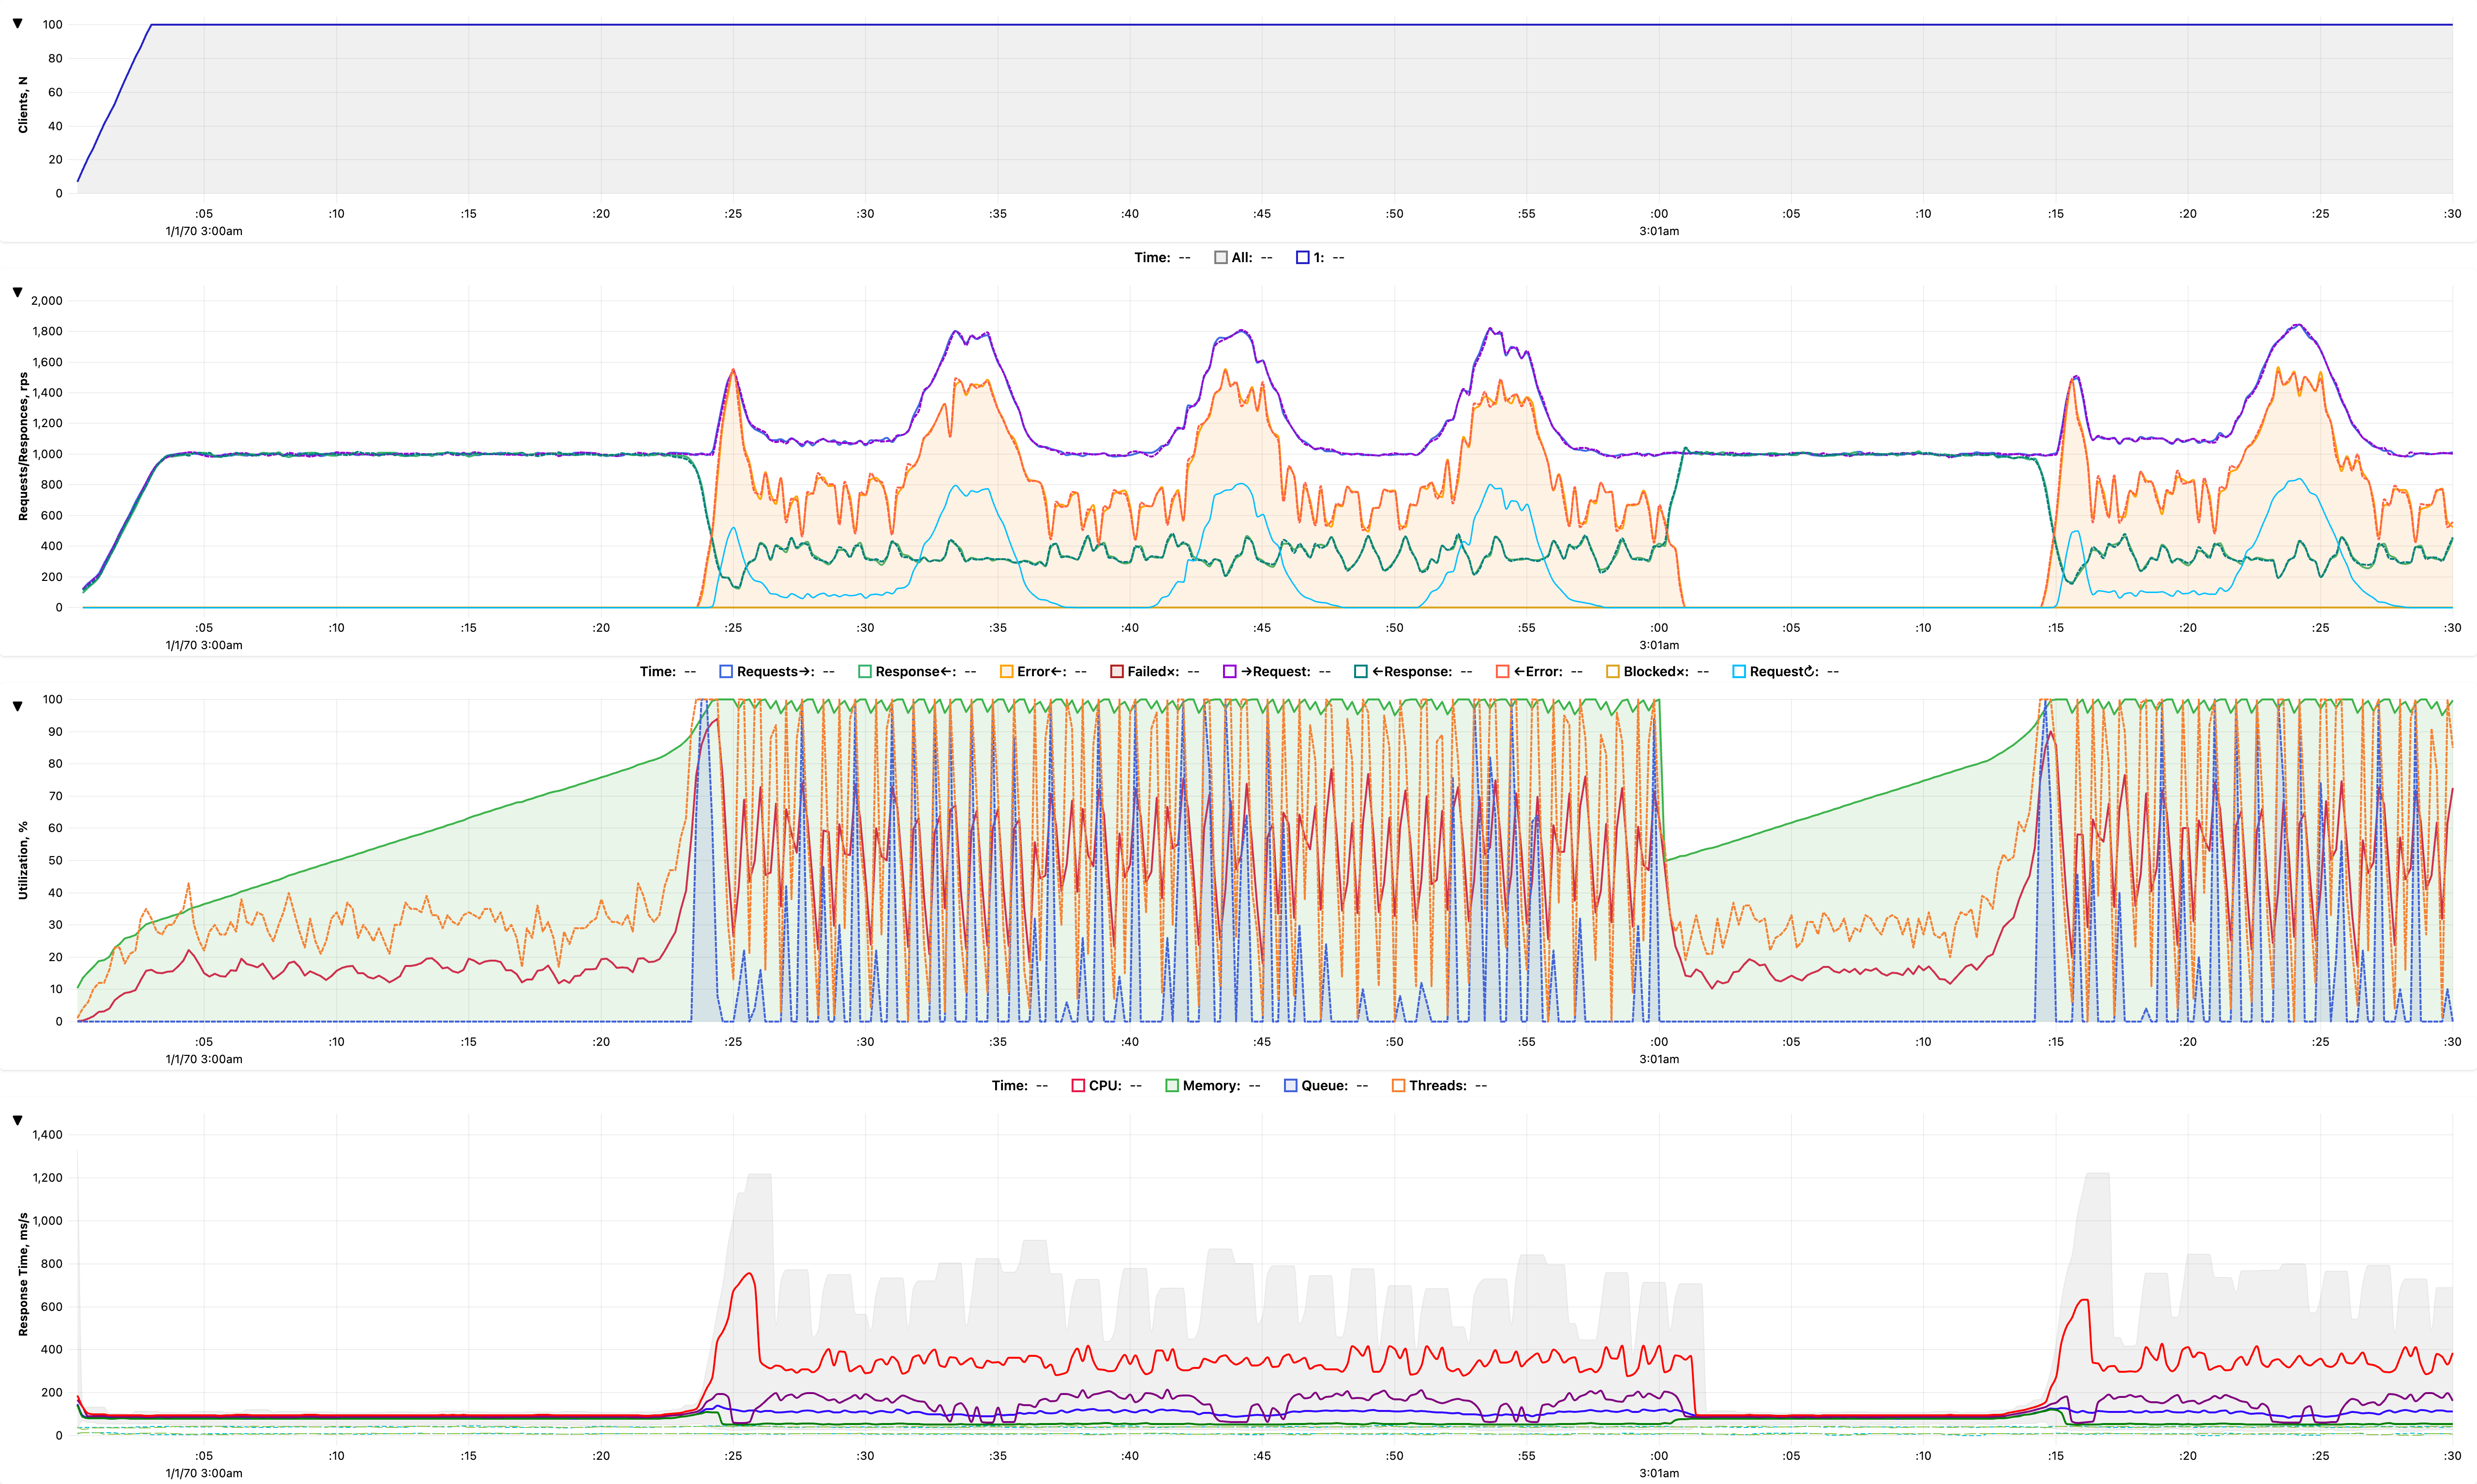 ▼
Clients, N
100
80
60
40
20
0
:05 :10 :15 :20 :25 :30 :35 :40 :45 :50 :55 :00 :05 :10 :15 :20 :25 :30
1/1/70 3:00am 3:01am
Time: -- All: -- 1: --
▼
Requests/Responces, rps
2,000
1,800
1,600
1,400
1,200
1,000
800
600
400
200
0
:05 :10 :15 :20 :25 :30 :35 :40 :45 :50 :55 :00 :05 :10 :15 :20 :25 :30
1/1/70 3:00am 3:01am
Time: -- Requests→: -- Response←: -- Error←: -- Failed×: -- →Request: -- ←Response: -- ←Error: -- Blocked×: -- Request↻: --
▼
Utilization, %
100
90
80
70
60
50
40
30
20
10
0
:05 :10 :15 :20 :25 :30 :35 :40 :45 :50 :55 :00 :05 :10 :15 :20 :25 :30
1/1/70 3:00am 3:01am
Time: -- CPU: -- Memory: -- Queue: -- Threads: --
▼
Response Time, ms/s
1,400
1,200
1,000
800
600
400
200
0
:05 :10 :15 :20 :25 :30 :35 :40 :45 :50 :55 :00 :05 :10 :15 :20 :25 :30
1/1/70 3:00am 3:01am